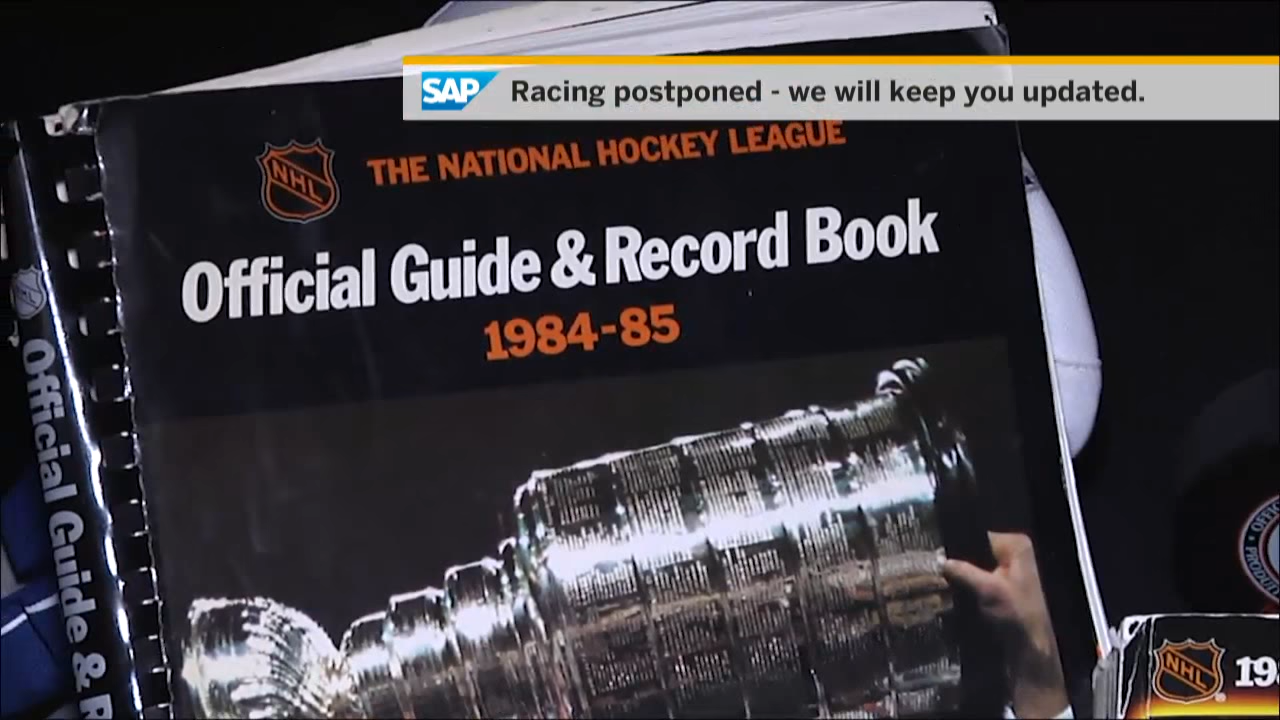 SAP Racing postponed - we will keep you updated.
NHL THE NATIONAL HOCKEY LEAGUE
Official Guide & Record Book
1984-85
Official Guide & R
NHL 19